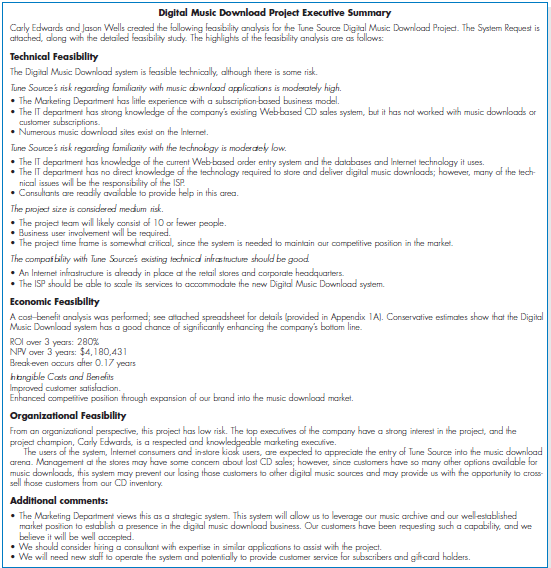 Digital Music Download Project Executive Summary
Carly Edwards and Jason Wells created the following feasibility analysis for the Tune Source Digital Music Download Project. The System Request is
attached, along with the detailed feasibility study. The highlights of the feasibility analysis are as follows:
Technical Feasibility
The Digital Music Download system is feasible technically, although there is some risk.
Tune Source's risk regarding familiarity with music download applications is moderately high.
• The Marketing Department has little experience with a subscription-based business model.
• The IT department has strong knowledge of the company's existing Web-based CD sales system, but it has not worked with music downloads or
customer subscriptions.
• Numerous music download sites exist on the Internet.
Tune Source's risk regarding familiarity with the technology is moderately low.
• The IT department has knowledge of the current Web-based order entry system and the databases and Internet technology it uses.
• The IT department has no direct knowledge of the technology required to store and deliver digital music downloads; however, many of the tech-
nical issues will be the responsibility of the ISP.
• Consultants are readily available to provide help in this area.
The project size is considered medium risk.
• The project team will likely consist of 10 or fewer people.
• Business user involvement will be required.
• The project time frame is somewhat critical, since the system is needed to maintain our competitive position in the market.
The compatibility with Tune Source's existing technical infrastructure should be good.
• An Internet infrastructure is already in place at the retail stores and corporate headquarters.
• The ISP should be able to scale its services to accommodate the new Digital Music Download system.
Economic Feasibility
A cost–benefit analysis was performed; see attached spreadsheet for details (provided in Appendix 1A). Conservative estimates show that the Digital
Music Download system has a good chance of significantly enhancing the company's bottom line.
ROI over 3 years: 280%
NPV over 3 years: $4,180,431
Break-even occurs after 0.17 years
Intangible Costs and Benefits
Improved customer satisfaction.
Enhanced competitive position through expansion of our brand into the music download market.
Organizational Feasibility
From an organizational perspective, this project has low risk. The top executives of the company have a strong interest in the project, and the
project champion, Carly Edwards, is a respected and knowledgeable marketing executive.
The users of the system, Internet consumers and in-store kiosk users, are expected to appreciate the entry of Tune Source into the music download
arena. Management at the stores may have some concern about lost CD sales; however, since customers have so many other options available for
music downloads, this system may prevent our losing those customers to other digital music sources and may provide us with the opportunity to cross-
sell those customers from our CD inventory.
Additional comments:
• The Marketing Department views this as a strategic system. This system will allow us to leverage our music archive and our well-established
market position to establish a presence in the digital music download business. Our customers have been requesting such a capability, and we
believe it will be well accepted.
• We should consider hiring a consultant with expertise in similar applications to assist with the project.
• We will need new staff to operate the system and potentially to provide customer service for subscribers and gift-card holders.